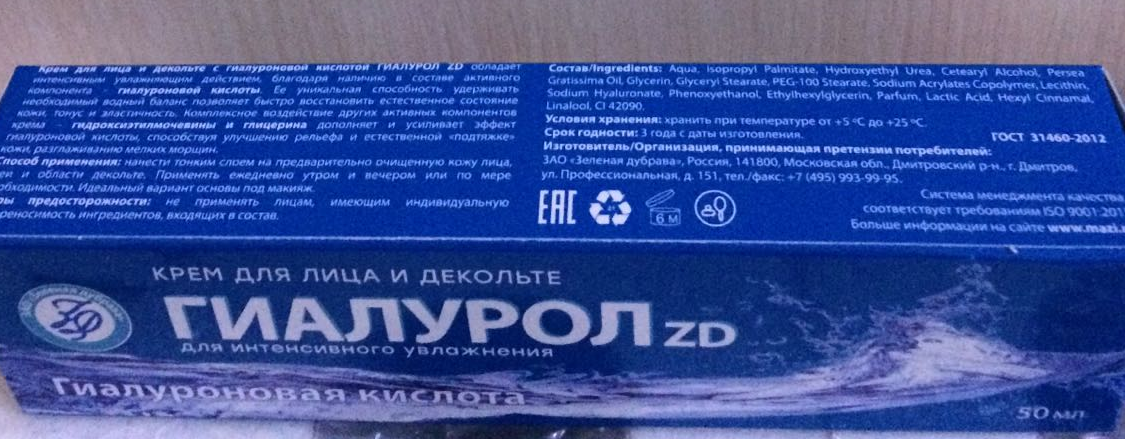 Крем для лица и декольте с гиалуроновой кислотой ГИАЛУРОЛ ZD обладает
интенсивным увлажняющим действием, благодаря наличию в составе активного
компонента - гиалуроновой кислоты. Ее уникальная способность удерживать
необходимый водный баланс позволяет быстро восстановить естественное состояние
кожи, тонус и эластичность. Комплексное воздействие других активных компонентов
крема - гидроксиэтилмочевины и глицерина дополняет и усиливает эффект
гиалуроновой кислоты, способствуя улучшению рельефа и естественной «подтяжке»
кожи, разглаживанию мелких морщин.
Способ применения: нанести тонким слоем на предварительно очищенную кожу лица,
еи и области декольте. Применять ежедневно утром и вечером или по мере
обходимости. Идеальный вариант основы под макияж.
ры предосторожности: не применять лицам, имеющим индивидуальную
реносимость ингредиентов, входящих в состав.
Состав/Ingredients: Aqua, Isopropyl Palmitate, Hydroxyethyl Urea, Cetearyl Alcohol, Persea
Gratissima Oil, Glycerin, Glyceryl Stearate, PEG-100 Stearate, Sodium Acrylates Copolymer, Lecithin,
Sodium Hyaluronate, Phenoxyethanol, Ethylhexylglycerin, Parfum, Lactic Acid, Hexyl Cinnamal,
Linalool, CI 42090.
Условия хранения: хранить при температуре от +5 °C до +25 °C.
Срок годности: 3 года с даты изготовления.
ГОСТ 31460-2012
Изготовитель/Организация, принимающая претензии потребителей:
ЗАО «Зеленая дубрава», Россия, 141800, Московская обл., Дмитровский р-н., г. Дмитров,
ул. Профессиональная, д. 151, тел./факс: +7 (495) 993-99-95.
EAC
6 м
Система менеджмента качества
соответствует требованиям ISO 9001:201
Больше информации на сайте www.mazi.
КРЕМ ДЛЯ ЛИЦА И ДЕКОЛЬТЕ
ГИАЛУРОЛ ZD
для интенсивного увлажнения
Гиалуроновая кислота
50 мл